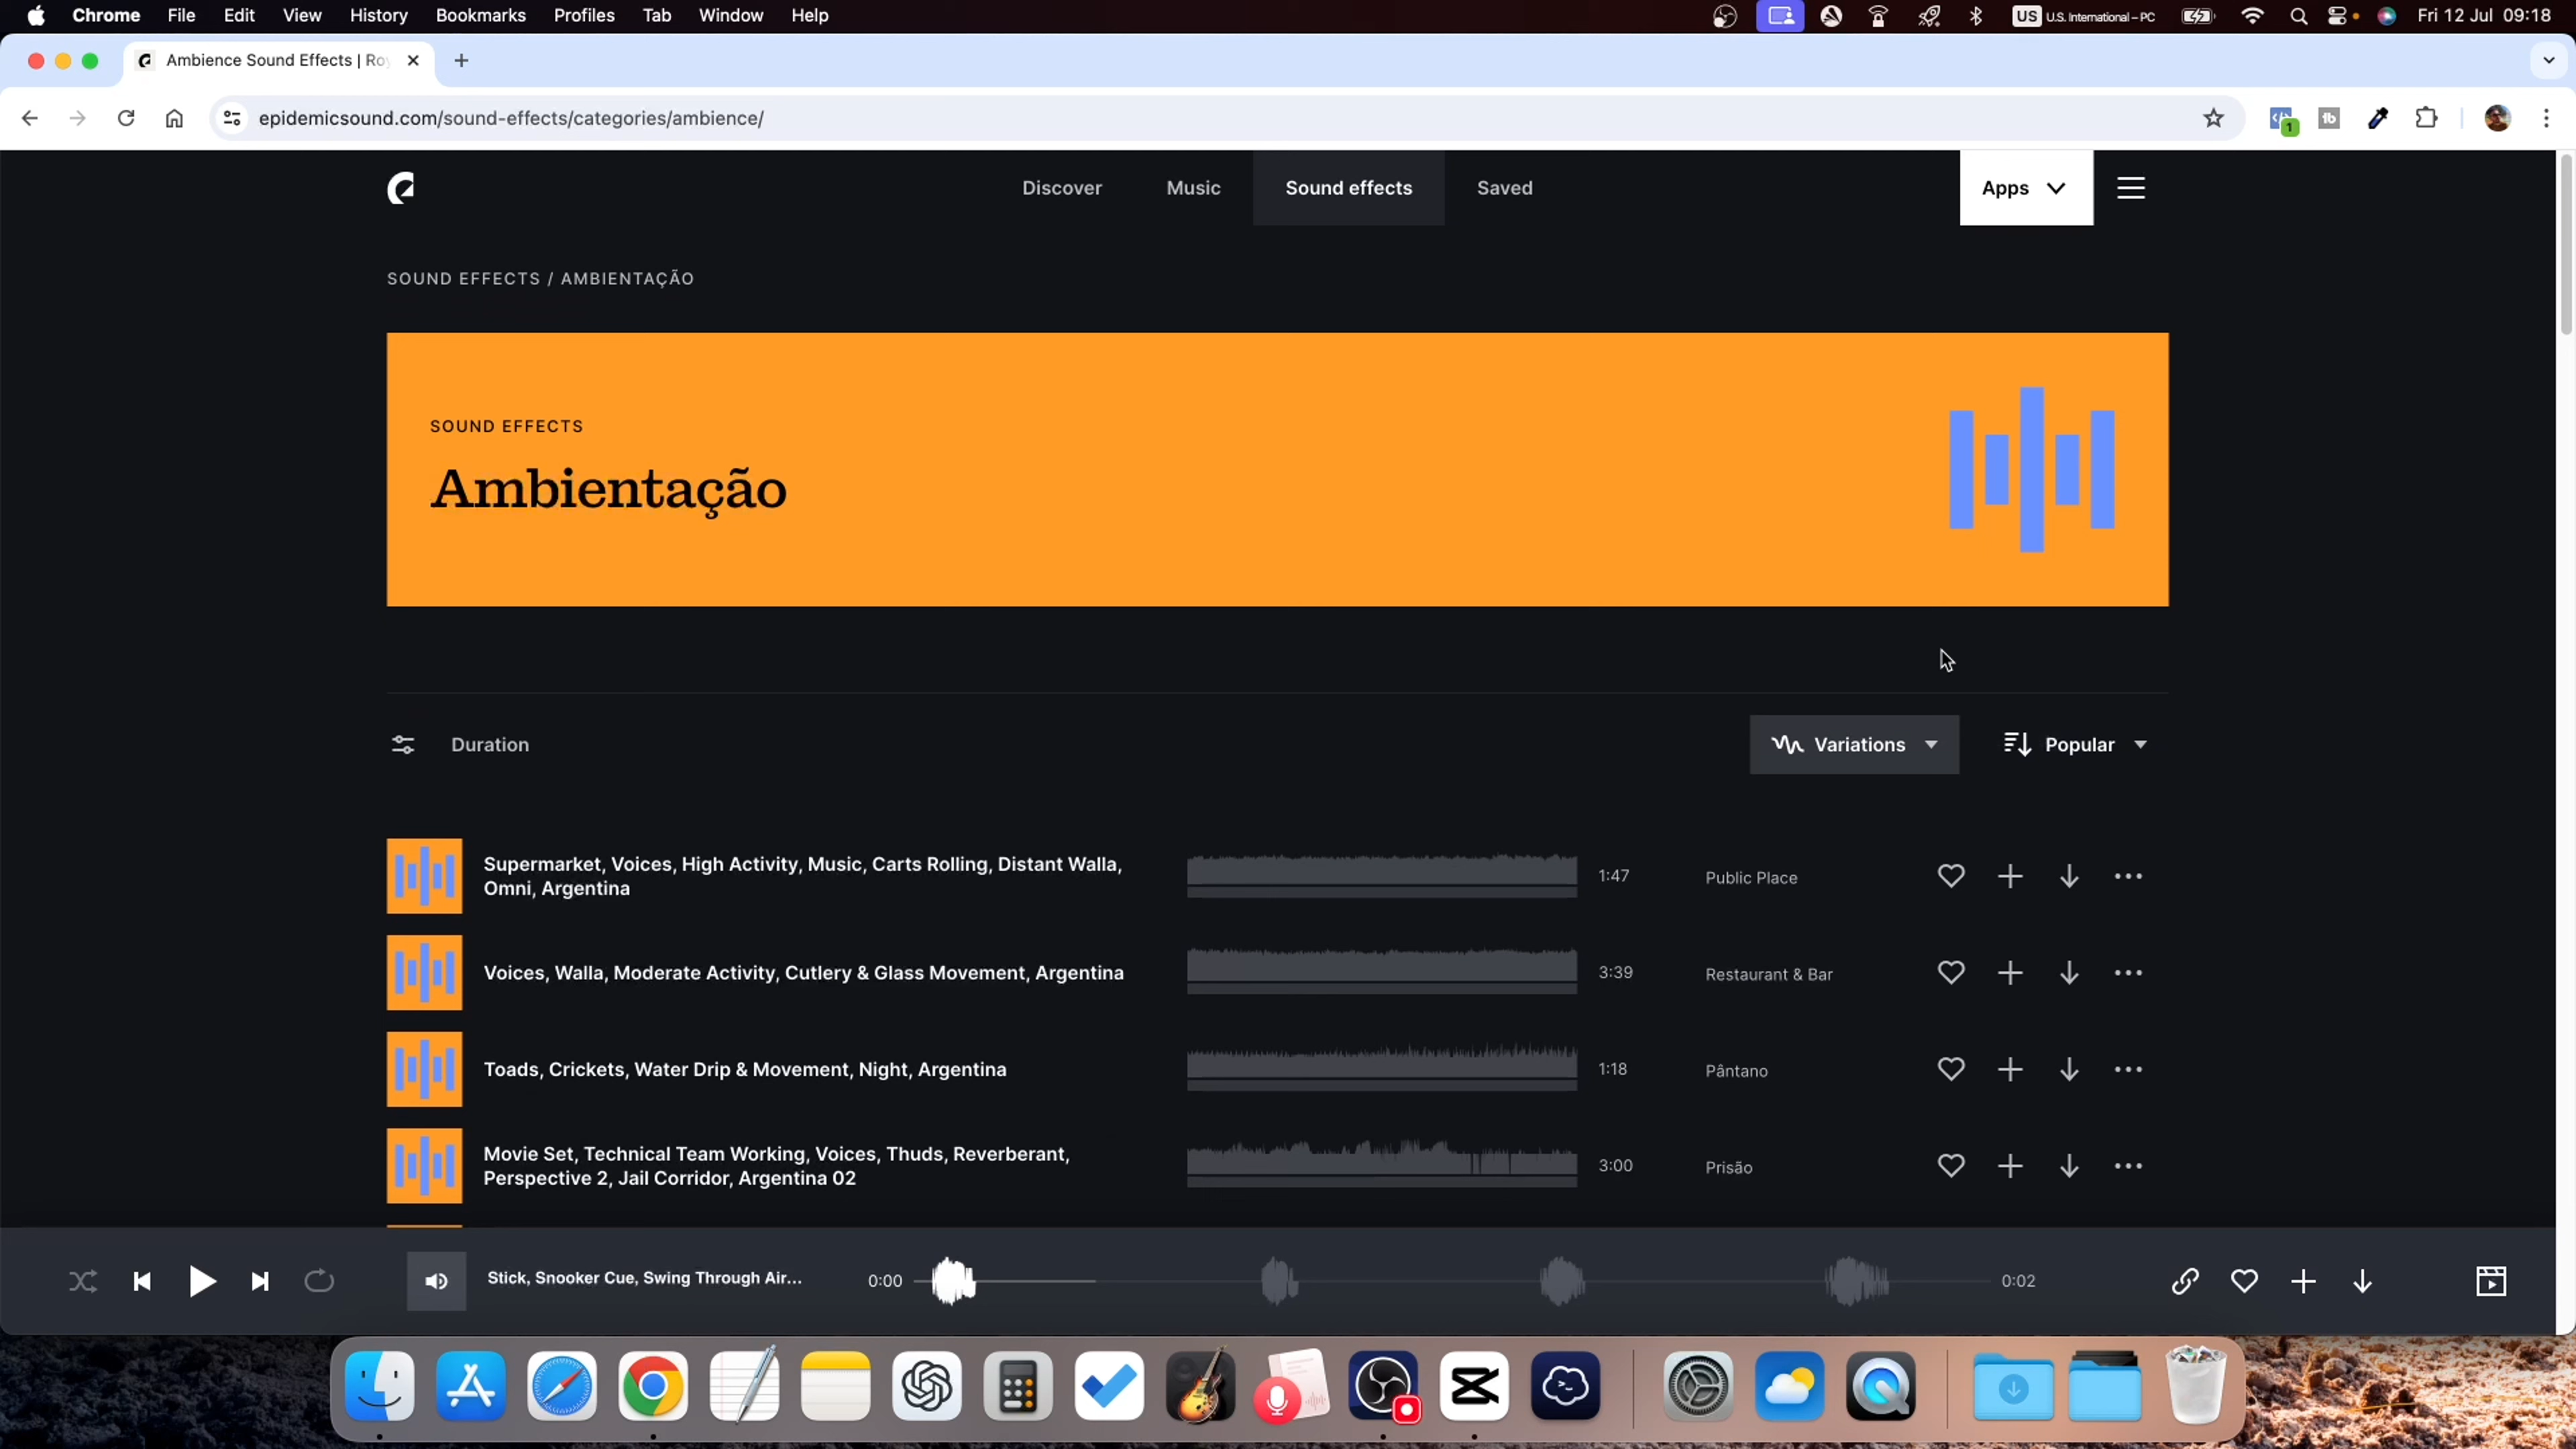 Chrome File Edit View History Bookmarks Profiles Tab Window Help US U.S. International – PC Fri 12 Jul 09:18
Ambience Sound Effects | Roy
epidemicsound.com/sound-effects/categories/ambience/
1 fb
Discover Music Sound effects Saved Apps
SOUND EFFECTS / AMBIENTAÇÃO
SOUND EFFECTS
Ambientação
Duration Variations Popular
Supermarket, Voices, High Activity, Music, Carts Rolling, Distant Walla,
Omni, Argentina
1:47 Public Place
Voices, Walla, Moderate Activity, Cutlery & Glass Movement, Argentina 3:39 Restaurant & Bar
Toads, Crickets, Water Drip & Movement, Night, Argentina 1:18 Pântano
Movie Set, Technical Team Working, Voices, Thuds, Reverberant,
Perspective 2, Jail Corridor, Argentina 02
3:00 Prisão
Stick, Snooker Cue, Swing Through Air... 0:00 0:02